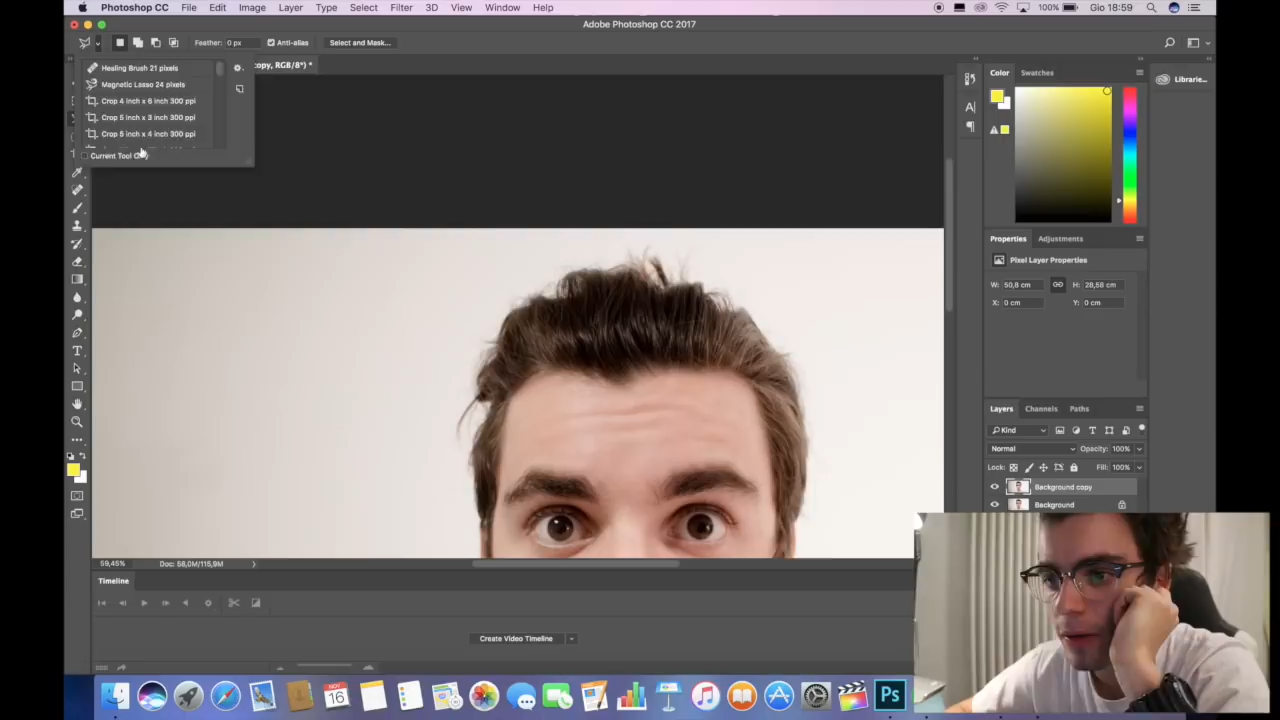 Photoshop CC File Edit Image Layer Type Select Filter 3D View Window Help 100% Gio 18:59
Adobe Photoshop CC 2017
Feather: 0 px Anti-alias Select and Mask...
copy, RGB/8*) *
Healing Brush 21 pixels
Magnetic Lasso 24 pixels
Crop 4 inch x 6 inch 300 ppi
Crop 5 inch x 3 inch 300 ppi
Crop 5 inch x 4 inch 300 ppi
Current Tool
Color Swatches
Librarie...
Properties Adjustments
Pixel Layer Properties
W: 50,8 cm H: 28,58 cm
X: 0 cm Y: 0 cm
Layers Channels Paths
Kind
Normal Opacity: 100%
Lock: Fill: 100%
Background copy
Background
59,45% Doc: 58,0M/115,9M
Timeline
Create Video Timeline
NOV
16
Ps